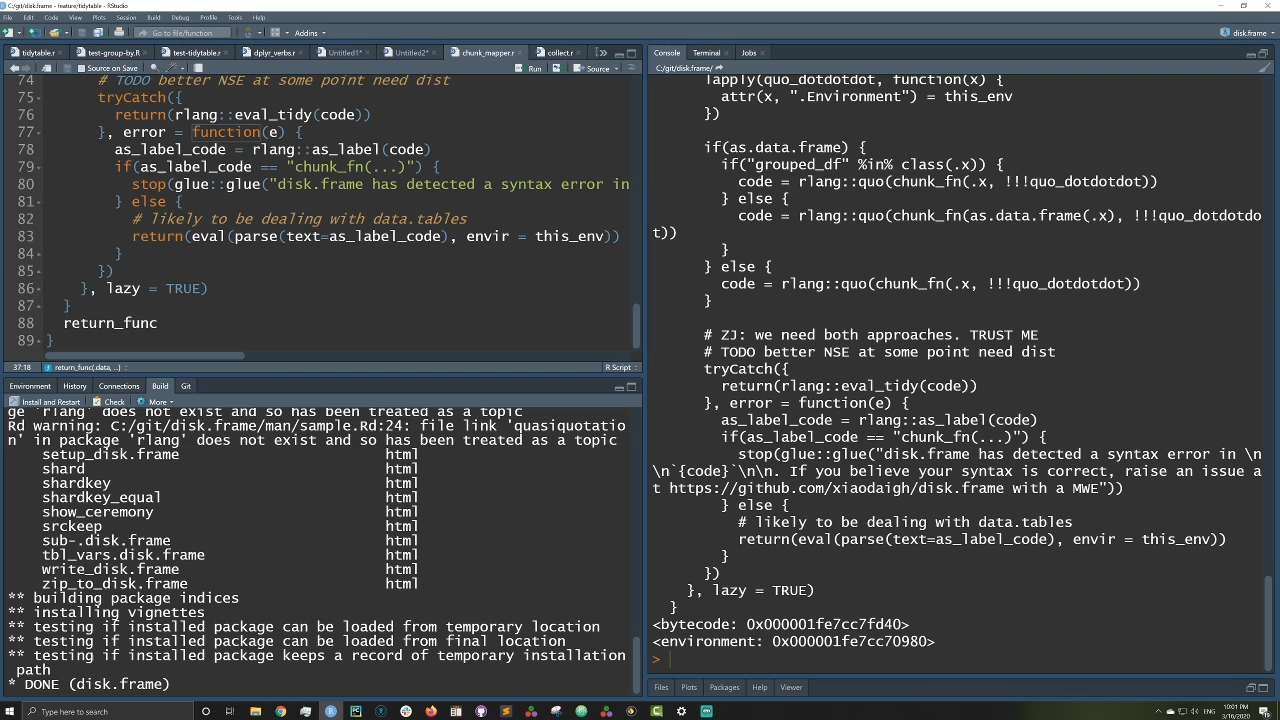 C:/git/disk.frame - feature/tidytable - RStudio
File Edit Code View Plots Session Build Debug Profile Tools Help
Go to file/function Addins disk.frame
tidytable.r test-group-by.R test-tidytable.r dplyr_verbs.r Untitled1* Untitled2* chunk_mapper.r collect.r
Source on Save Run Source
74 # TODO better NSE at some point need dist
75 tryCatch({
76 return(rlang::eval_tidy(code))
77 }, error = function(e) {
78 as_label_code = rlang::as_label(code)
79 if(as_label_code == "chunk_fn(...)") {
80 stop(glue::glue("disk.frame has detected a syntax error in
81 } else {
82 # likely to be dealing with data.tables
83 return(eval(parse(text=as_label_code), envir = this_env))
84 }
85 })
86 }, lazy = TRUE)
87 }
88 return_func
89 }
37:18 return_func(.data, ..) R Script
Environment History Connections Build Git
Install and Restart Check More
ge 'rlang' does not exist and so has been treated as a topic
Rd warning: C:/git/disk.frame/man/sample.Rd:24: file link 'quasiquotatio
n' in package 'rlang' does not exist and so has been treated as a topic
setup_disk.frame html
shard html
shardkey html
shardkey_equal html
show_ceremony html
srckeep html
sub-.disk.frame html
tbl_vars.disk.frame html
write_disk.frame html
zip_to_disk.frame html
** building package indices
** installing vignettes
** testing if installed package can be loaded from temporary location
** testing if installed package can be loaded from final location
** testing if installed package keeps a record of temporary installation
path
* DONE (disk.frame)
Console Terminal Jobs
C:/git/disk.frame/
lapply(quo_dotdotdot, function(x) {
attr(x, ".Environment") = this_env
})
if(as.data.frame) {
if("grouped_df" %in% class(.x)) {
code = rlang::quo(chunk_fn(.x, !!!quo_dotdotdot))
} else {
code = rlang::quo(chunk_fn(as.data.frame(.x), !!!quo_dotdotdo
t))
}
} else {
code = rlang::quo(chunk_fn(.x, !!!quo_dotdotdot))
}
# ZJ: we need both approaches. TRUST ME
# TODO better NSE at some point need dist
tryCatch({
return(rlang::eval_tidy(code))
}, error = function(e) {
as_label_code = rlang::as_label(code)
if(as_label_code == "chunk_fn(...)") {
stop(glue::glue("disk.frame has detected a syntax error in \n
\n`{code}`\n\n. If you believe your syntax is correct, raise an issue a
t https://github.com/xiaodaigh/disk.frame with a MWE"))
} else {
# likely to be dealing with data.tables
return(eval(parse(text=as_label_code), envir = this_env))
}
})
}, lazy = TRUE)
}
<bytecode: 0x000001fe7cc7fd40>
<environment: 0x000001fe7cc70980>
>
Files Plots Packages Help Viewer
Type here to search
ENG
10:01 PM
3/16/2020